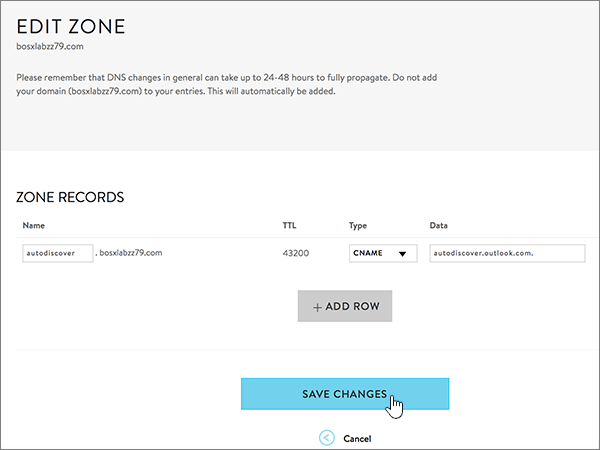 EDIT ZONE
bosxlabzz79.com
Please remember that DNS changes in general can take up to 24-48 hours to fully propagate. Do not add
your domain (bosxlabzz79.com) to your entries. This will automatically be added.
ZONE RECORDS
Name TTL Type Data
autodiscover . bosxlabzz79.com 43200 CNAME autodiscover.outlook.com.
+ ADD ROW
SAVE CHANGES
< Cancel